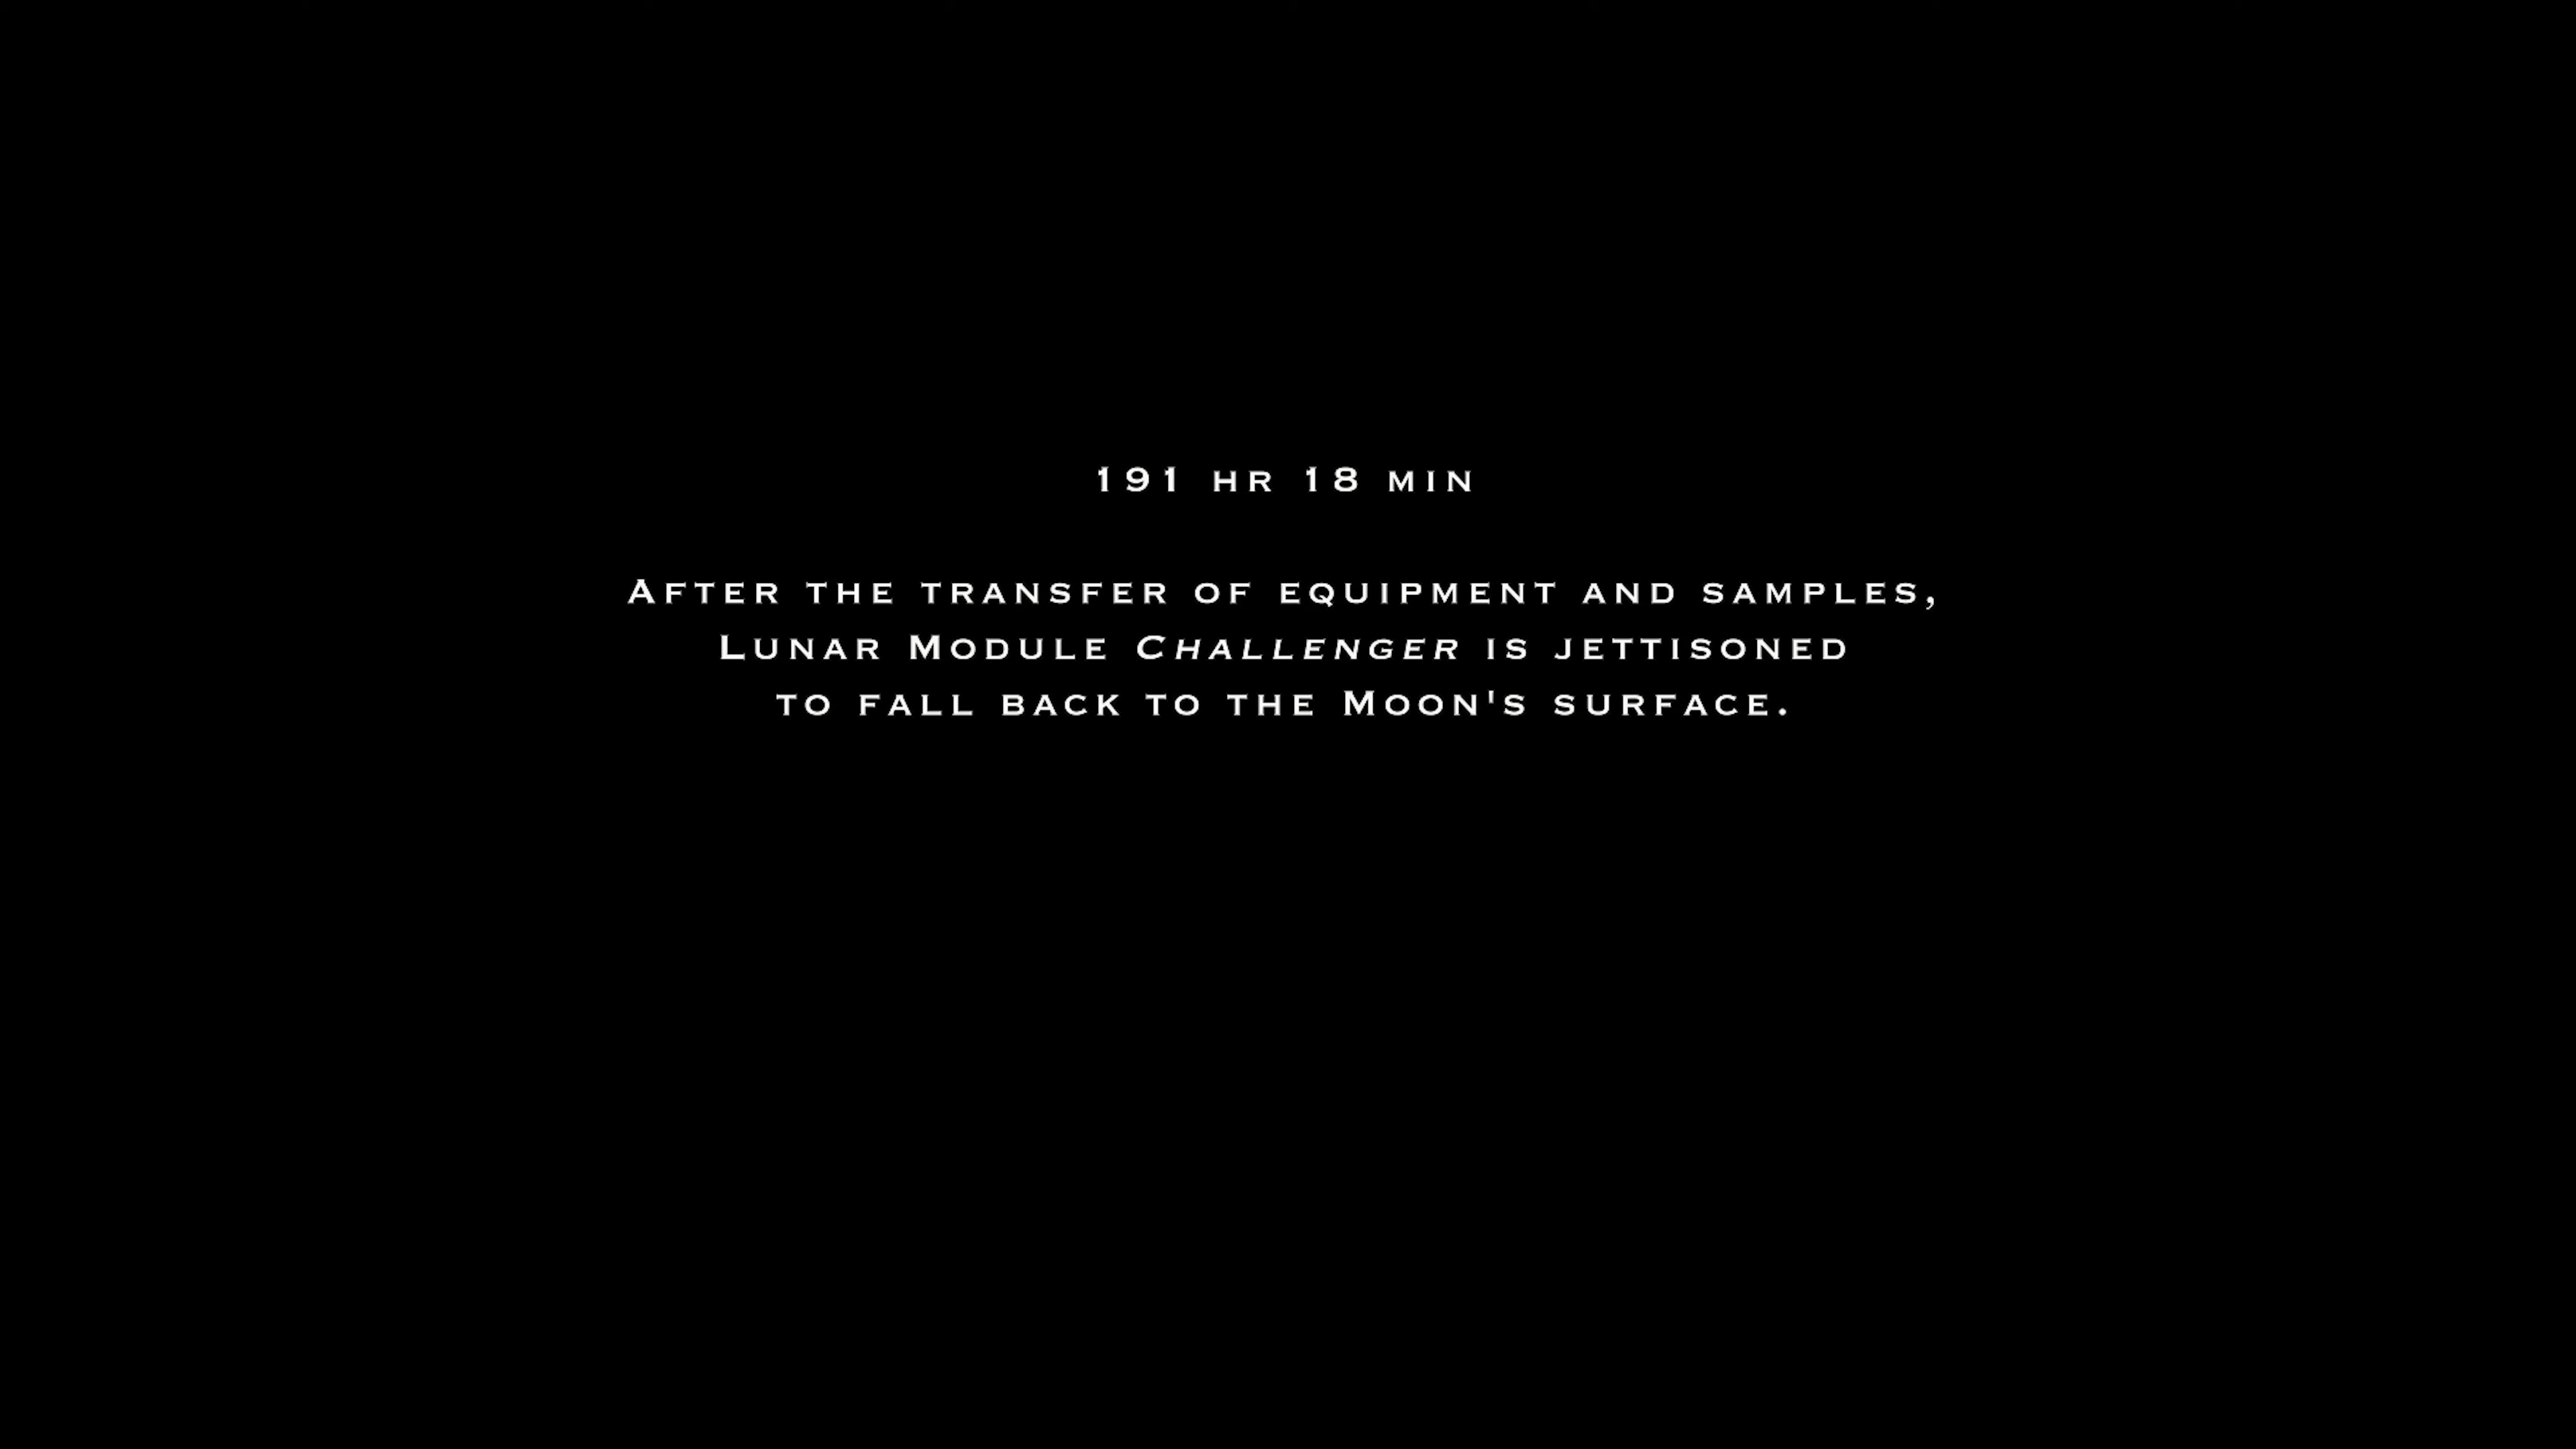 191 HR 18 MIN
AFTER THE TRANSFER OF EQUIPMENT AND SAMPLES,
LUNAR MODULE CHALLENGER IS JETTISONED
TO FALL BACK TO THE MOON'S SURFACE.